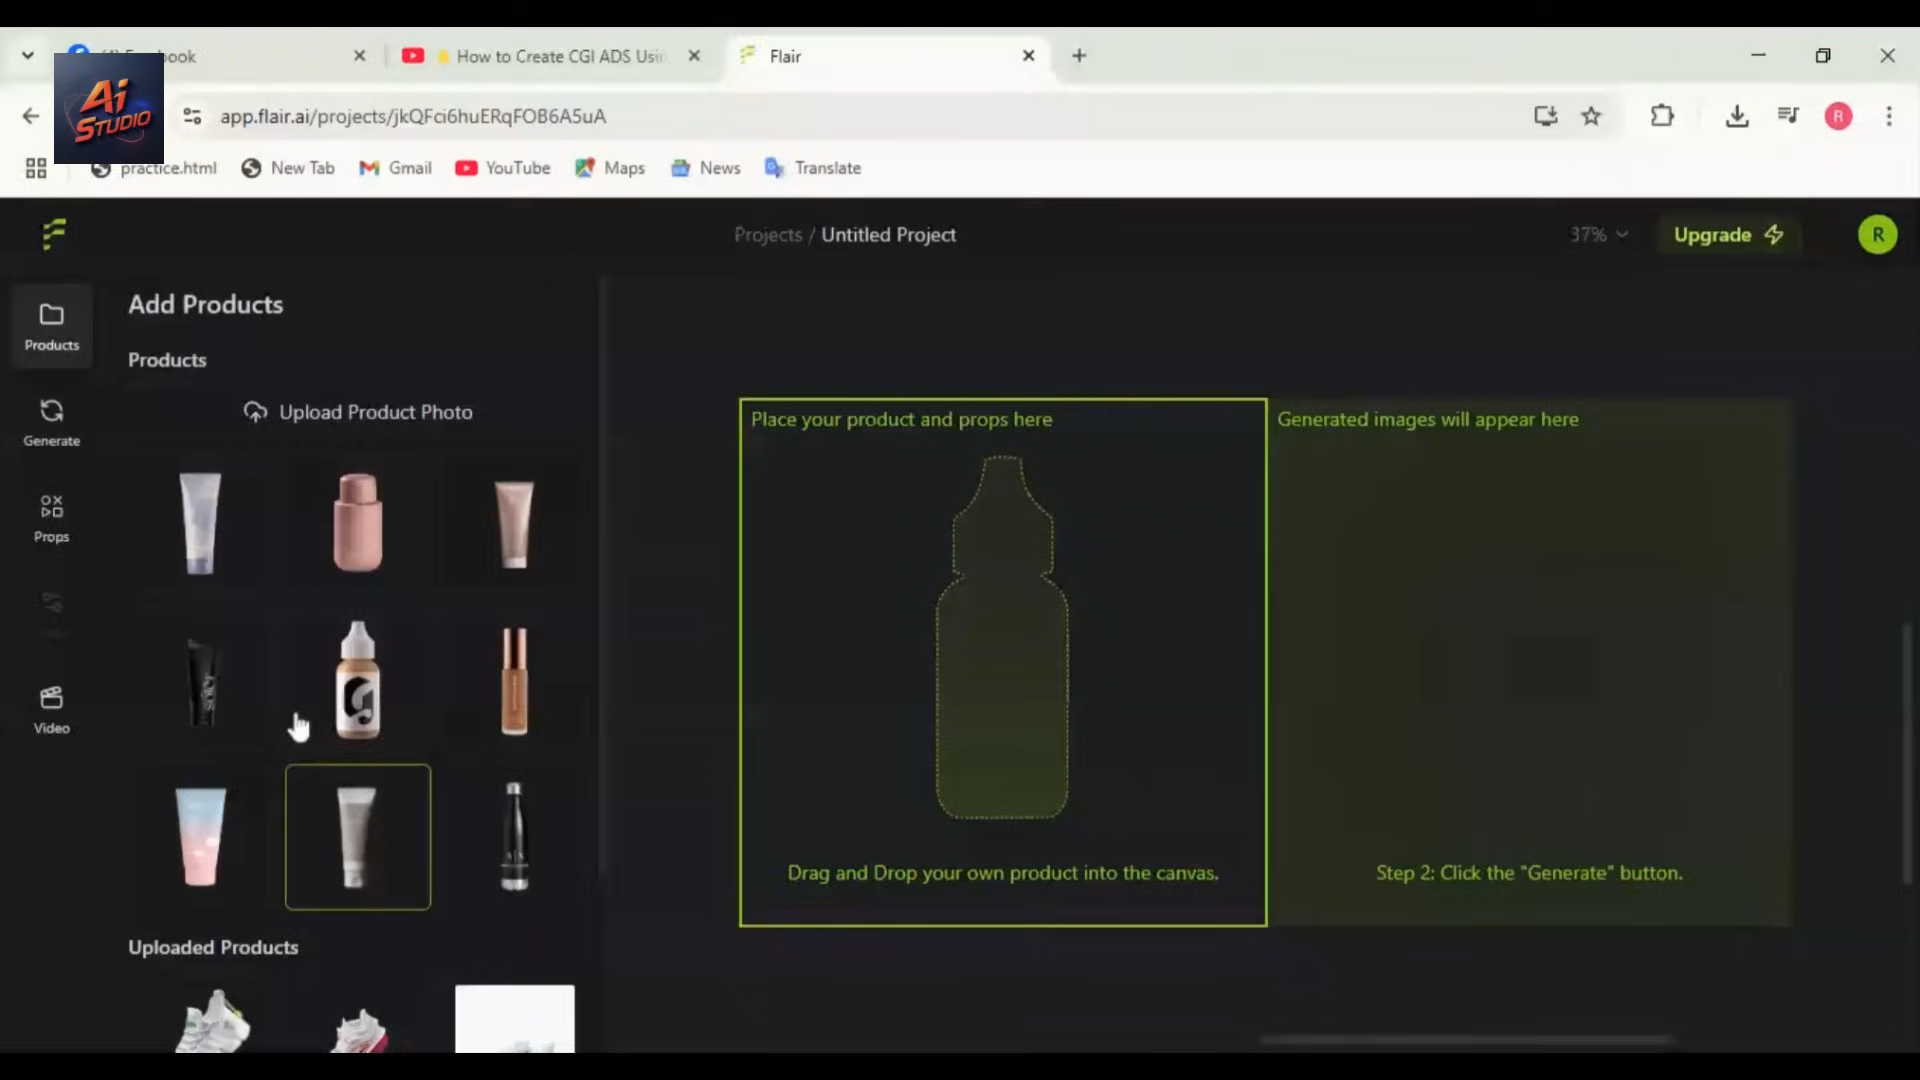 book
How to Create CGI ADS Usin
Flair
Ai
STUDIO
app.flair.ai/projects/jkQFci6huERqFOB6A5uA
R
practice.html
New Tab
Gmail
YouTube
Maps
News
Translate
Projects / Untitled Project
37%
Upgrade
R
Products
Generate
Props
Video
Add Products
Products
Upload Product Photo
Uploaded Products
Place your product and props here
Drag and Drop your own product into the canvas.
Generated images will appear here
Step 2: Click the "Generate" button.